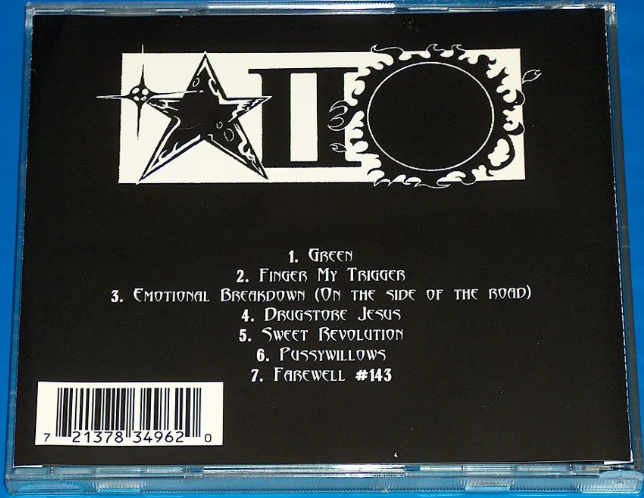 II
1. Green
2. Finger My Trigger
3. Emotional Breakdown (On the side of the road)
4. Drugstore Jesus
5. Sweet Revolution
6. Pussywillows
7. Farewell #143
7 21378 34962 0